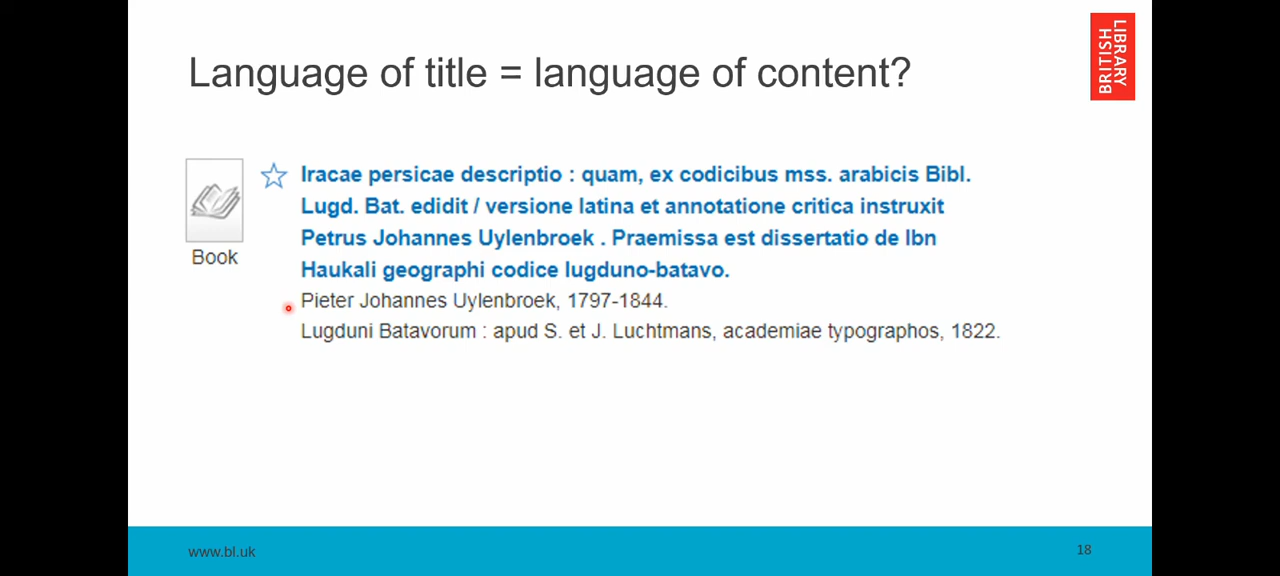 Language of title = language of content?
LIBRARY
BRITISH
Iracae persicae descriptio : quam, ex codicibus mss. arabicis Bibl.
Lugd. Bat. edidit / versione latina et annotatione critica instruxit
Petrus Johannes Uylenbroek . Praemissa est dissertatio de Ibn
Haukali geographi codice lugduno-batavo.
Book
Pieter Johannes Uylenbroek, 1797-1844.
Lugduni Batavorum : apud S. et J. Luchtmans, academiae typographos, 1822.
www.bl.uk
18